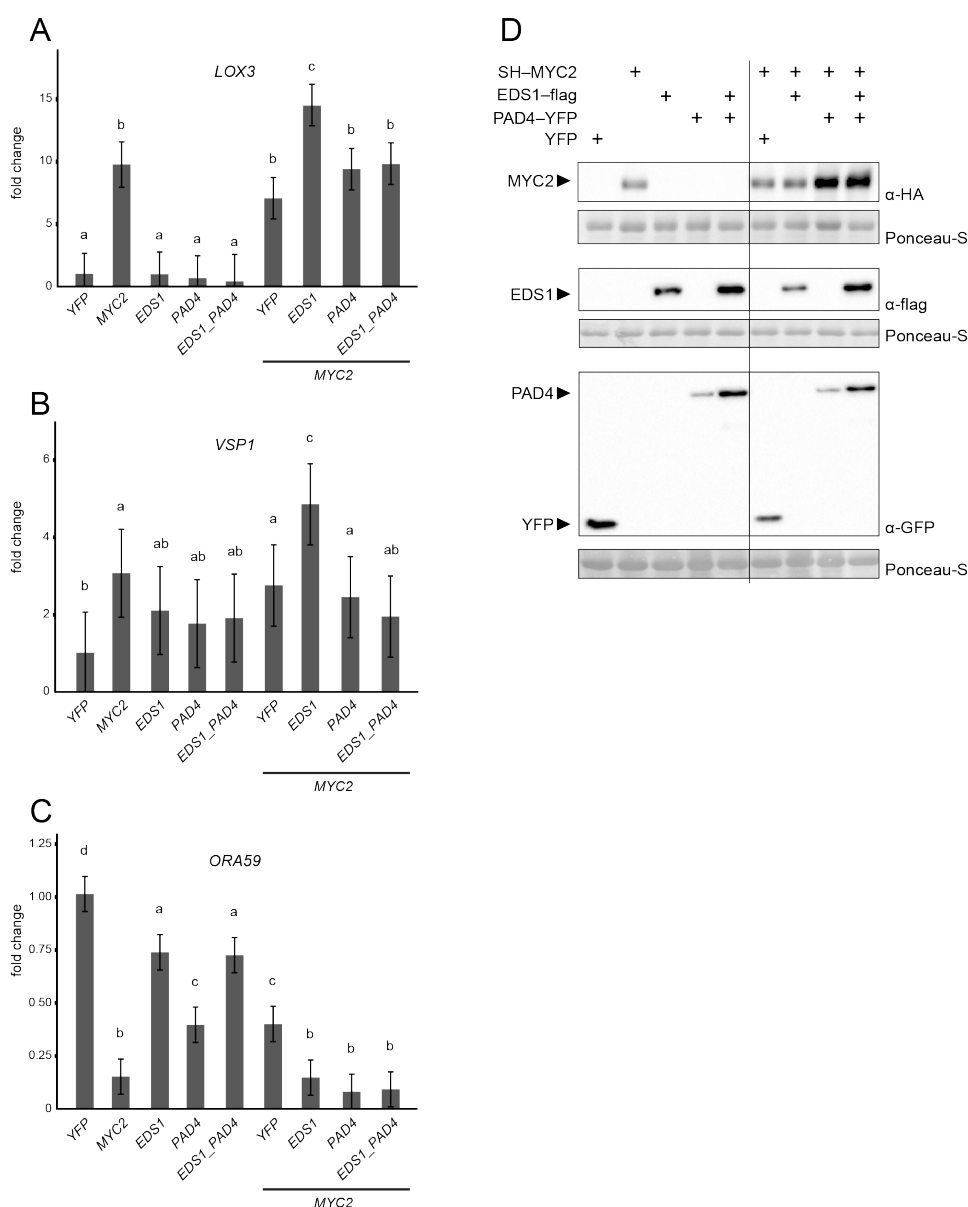 A
LOX3
fold change
15
10
5
0
a
b
a
a
a
b
c
b
b
YFP
MYC2
EDS1
PAD4
EDS1_PAD4
YFP
EDS1
PAD4
EDS1_PAD4
MYC2
B
VSP1
fold change
6
4
2
0
b
a
ab
ab
ab
a
c
a
ab
YFP
MYC2
EDS1
PAD4
EDS1_PAD4
YFP
EDS1
PAD4
EDS1_PAD4
MYC2
C
ORA59
fold change
1.25
1.00
0.75
0.50
0.25
0
d
b
a
c
a
c
b
b
b
YFP
MYC2
EDS1
PAD4
EDS1_PAD4
YFP
EDS1
PAD4
EDS1_PAD4
MYC2
D
SH–MYC2 + + + + +
EDS1–flag + + + +
PAD4–YFP + + + +
YFP + +
MYC2 α-HA
Ponceau-S
EDS1 α-flag
Ponceau-S
PAD4
YFP α-GFP
Ponceau-S